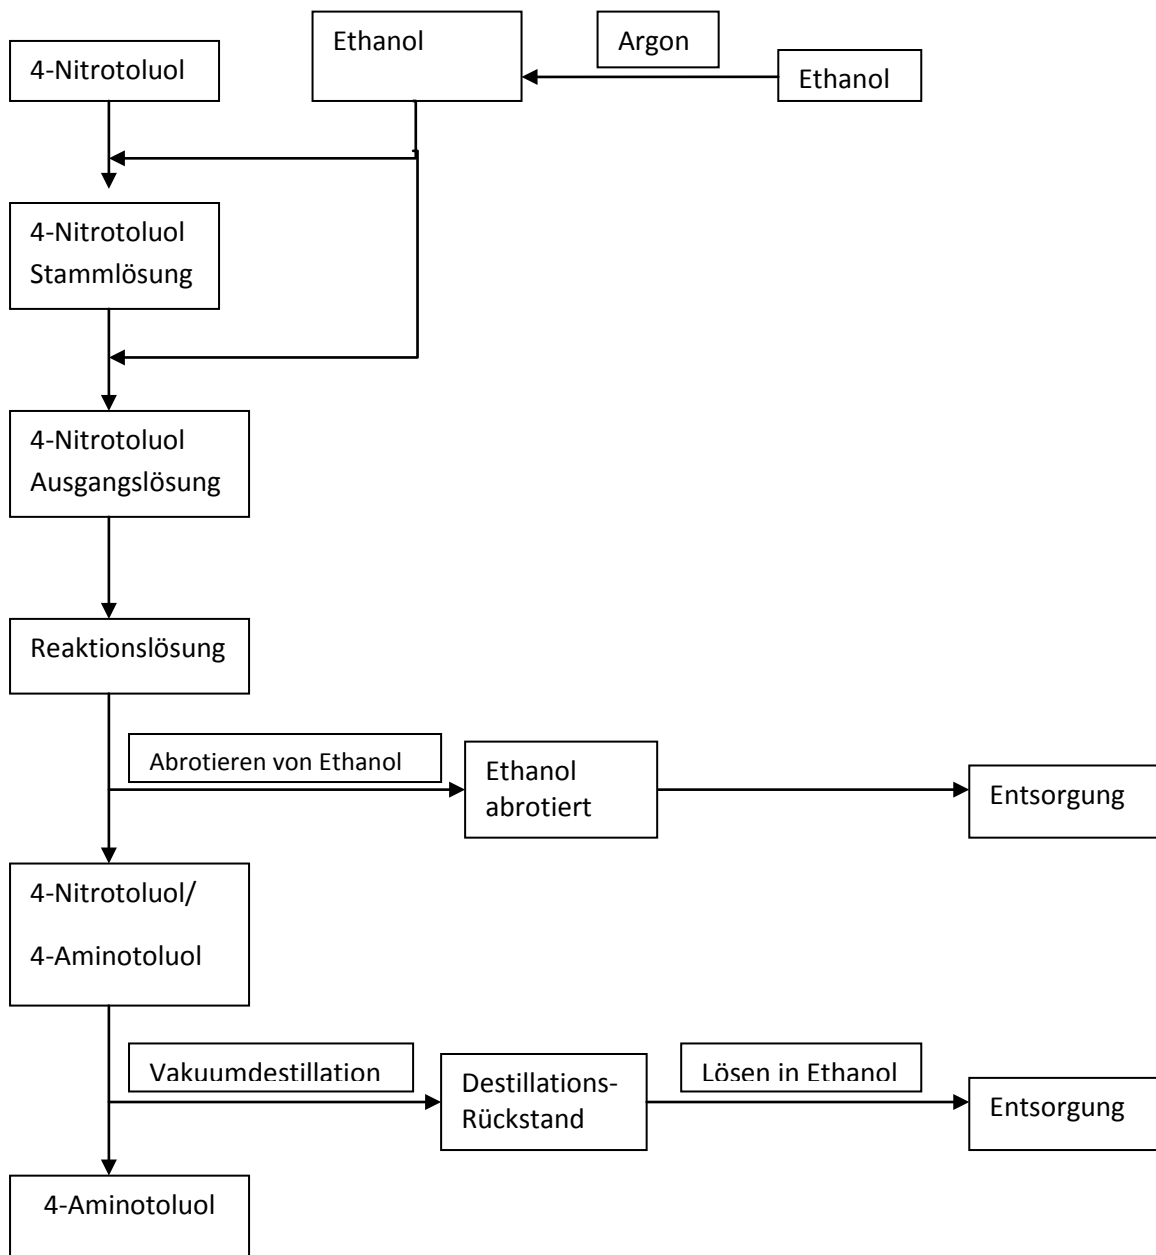 4-Nitrotoluol
Ethanol
Argon
Ethanol
4-Nitrotoluol
Stammlösung
4-Nitrotoluol
Ausgangslösung
Reaktionslösung
Abrotieren von Ethanol
Ethanol
abrotiert
Entsorgung
4-Nitrotoluol/
4-Aminotoluol
Vakuumdestillation
Destillations-
Rückstand
Lösen in Ethanol
Entsorgung
4-Aminotoluol